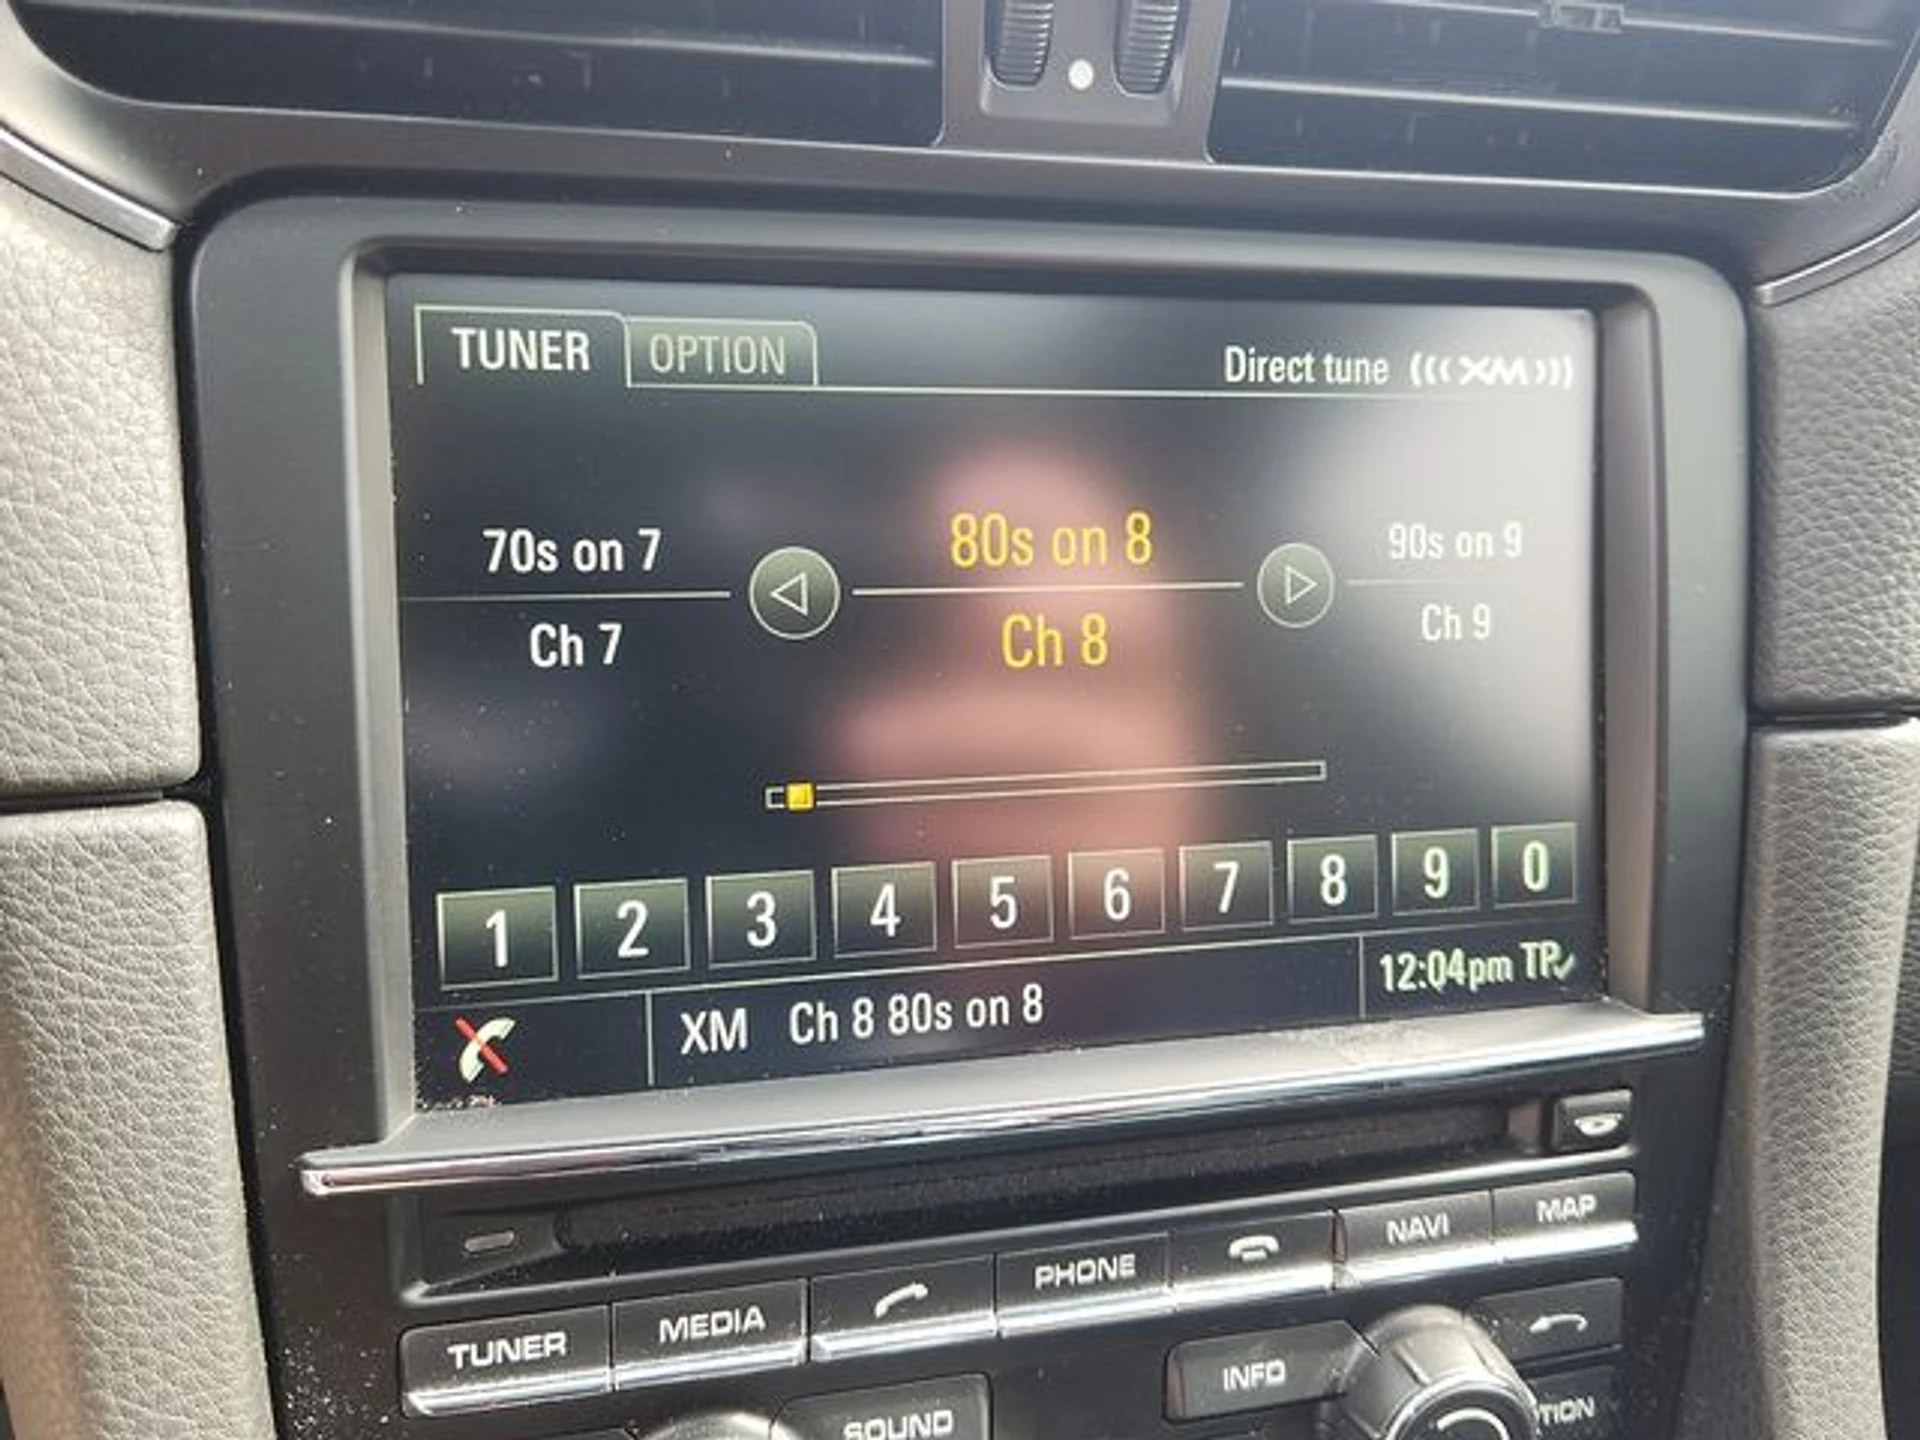 TUNER OPTION Direct tune ((( XM )))
70s on 7 80s on 8 90s on 9
Ch 7 Ch 8 Ch 9
1 2 3 4 5 6 7 8 9 0
XM Ch 8 80s on 8 12:04pm TP✓
TUNER MEDIA PHONE NAVI MAP
SOUND INFO TION